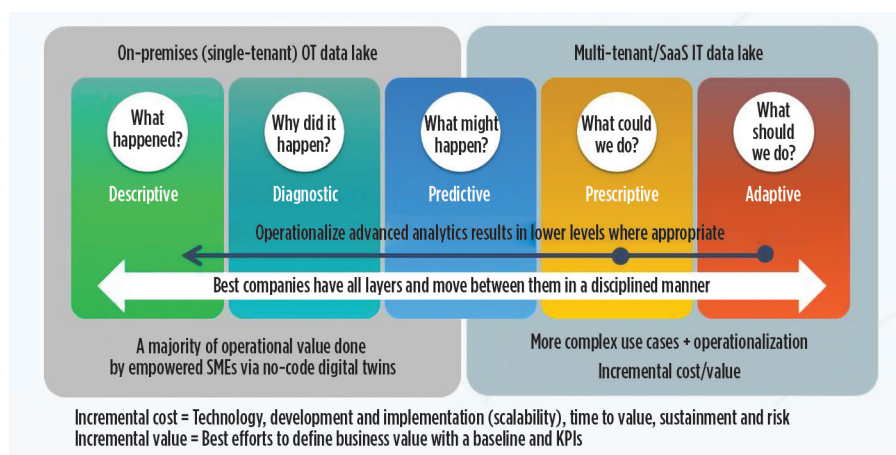 On-premises (single-tenant) OT data lake
Multi-tenant/SaaS IT data lake
What
happened?
Descriptive
Why did it
happen?
Diagnostic
What might
happen?
Predictive
What could
we do?
Prescriptive
What
should
we do?
Adaptive
Operationalize advanced analytics results in lower levels where appropriate
Best companies have all layers and move between them in a disciplined manner
A majority of operational value done
by empowered SMEs via no-code digital twins
More complex use cases + operationalization
Incremental cost/value
Incremental cost = Technology, development and implementation (scalability), time to value, sustainment and risk
Incremental value = Best efforts to define business value with a baseline and KPIs